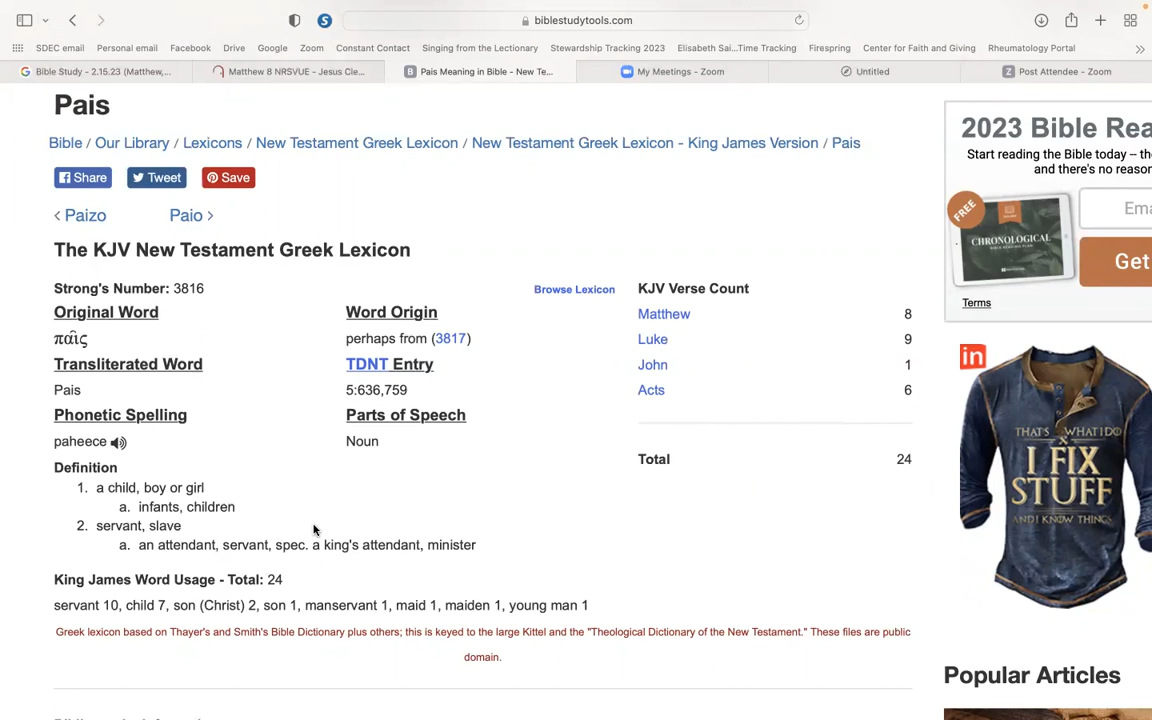 biblestudytools.com
SDEC email Personal email Facebook Drive Google Zoom Constant Contact Singing from the Lectionary Stewardship Tracking 2023 Elisabeth Sai...Time Tracking Firespring Center for Faith and Giving Rheumatology Portal
Bible Study - 2.15.23 (Matthew,... Matthew 8 NRSVUE - Jesus Cle... Pais Meaning in Bible - New Te... My Meetings - Zoom Untitled Post Attendee - Zoom
Pais
Bible / Our Library / Lexicons / New Testament Greek Lexicon / New Testament Greek Lexicon - King James Version / Pais
Share Tweet Save
< Paizo Paio >
The KJV New Testament Greek Lexicon
Strong's Number: 3816 Browse Lexicon
Original Word Word Origin
παῖς perhaps from (3817)
Transliterated Word TDNT Entry
Pais 5:636,759
Phonetic Spelling Parts of Speech
paheece Noun
Definition
1. a child, boy or girl
a. infants, children
2. servant, slave
a. an attendant, servant, spec. a king's attendant, minister
King James Word Usage - Total: 24
servant 10, child 7, son (Christ) 2, son 1, manservant 1, maid 1, maiden 1, young man 1
Greek lexicon based on Thayer's and Smith's Bible Dictionary plus others; this is keyed to the large Kittel and the "Theological Dictionary of the New Testament." These files are public
domain.
KJV Verse Count
Matthew 8
Luke 9
John 1
Acts 6
Total 24
2023 Bible Rea
Start reading the Bible today – th
and there's no reason
FREE
CHRONOLOGICAL
Ema
Get
Terms
in
THAT'S WHAT I DO
I FIX
STUFF
AND I KNOW THINGS
Popular Articles